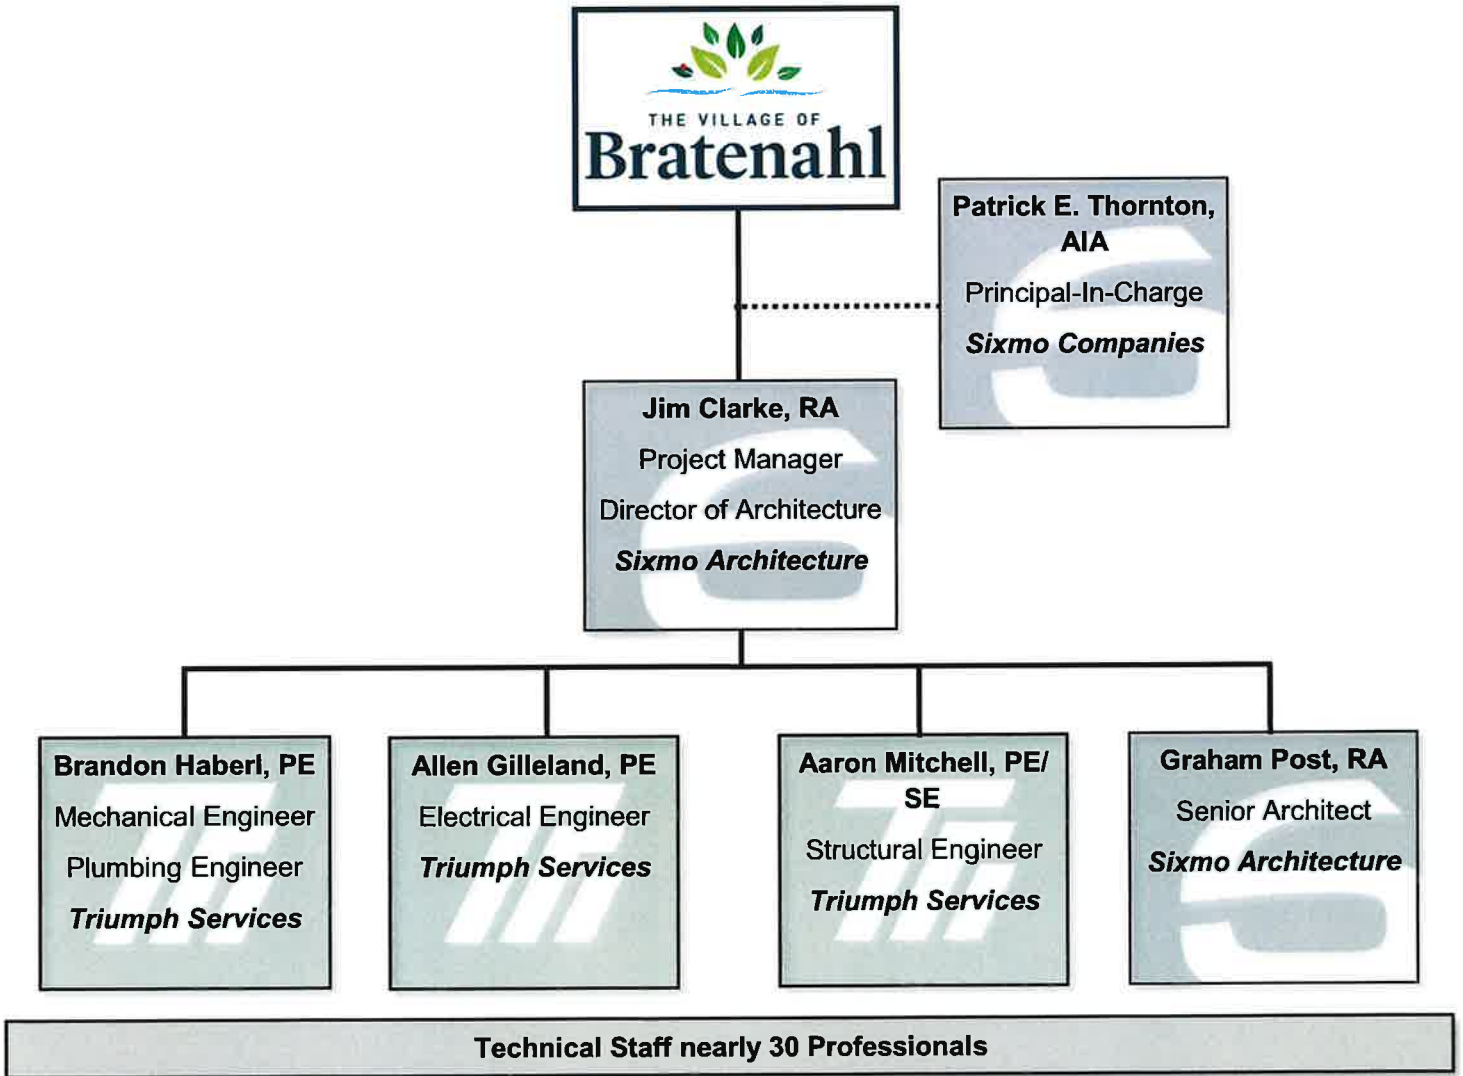 THE VILLAGE OF
Bratenahl
Patrick E. Thornton,
AIA
Principal-In-Charge
Sixmo Companies
Jim Clarke, RA
Project Manager
Director of Architecture
Sixmo Architecture
Brandon Haberl, PE
Mechanical Engineer
Plumbing Engineer
Triumph Services
Allen Gilleland, PE
Electrical Engineer
Triumph Services
Aaron Mitchell, PE/
SE
Structural Engineer
Triumph Services
Graham Post, RA
Senior Architect
Sixmo Architecture
Technical Staff nearly 30 Professionals